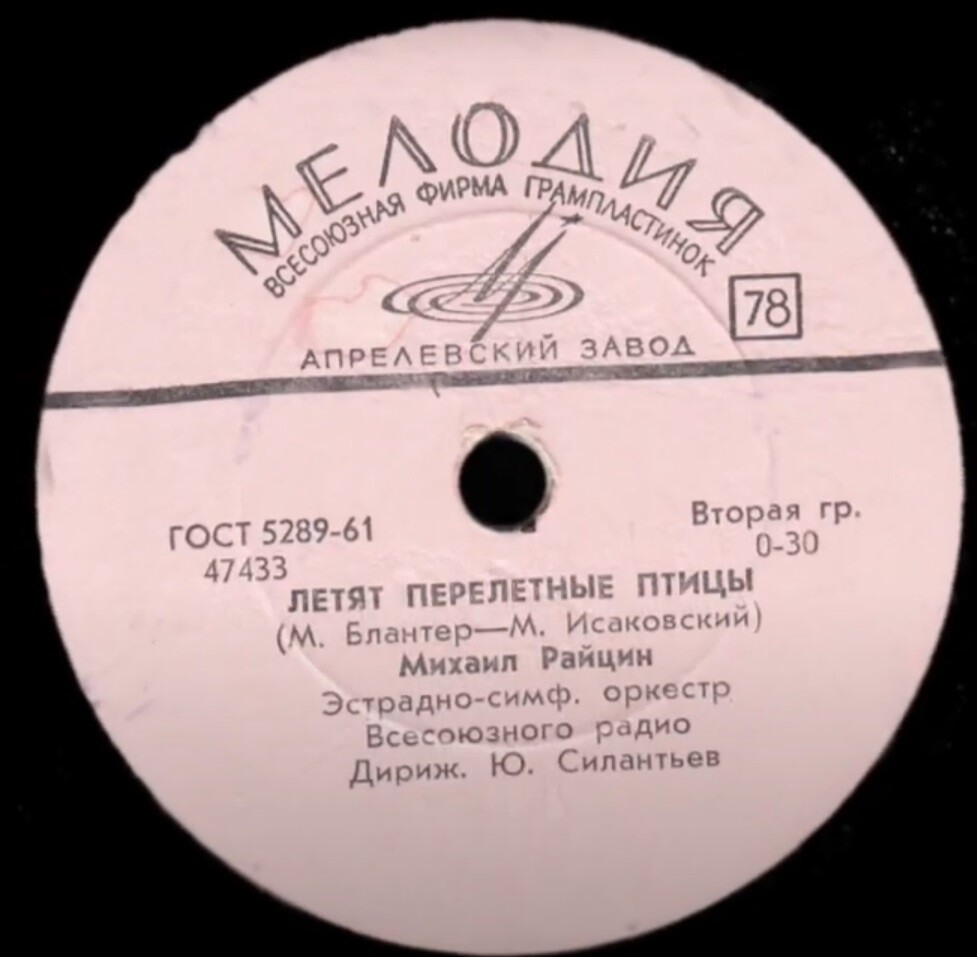 МЕЛОДИЯ
ВСЕСОЮЗНАЯ ФИРМА ГРАМПЛАСТИНОК
78
АПРЕЛЕВСКИЙ ЗАВОД
ГОСТ 5289-61
Вторая гр.
47433
0-30
ЛЕТЯТ ПЕРЕЛЕТНЫЕ ПТИЦЫ
(М. Блантер—М. Исаковский)
Михаил Райцин
Эстрадно-симф. оркестр
Всесоюзного радио
Дириж. Ю. Силантьев